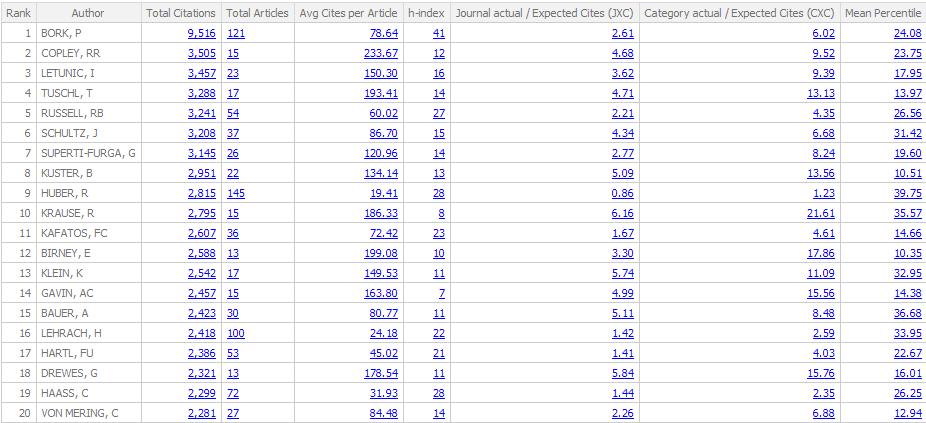 Rank Author Total Citations Total Articles Avg Cites per Article h-index Journal actual / Expected Cites (JXC) Category actual / Expected Cites (CXC) Mean Percentile
1 BORK, P 9,516 121 78.64 41 2.61 6.02 24.08
2 COPLEY, RR 3,505 15 233.67 12 4.68 9.52 23.75
3 LETUNIC, I 3,457 23 150.30 16 3.62 9.39 17.95
4 TUSCHL, T 3,288 17 193.41 14 4.71 13.13 13.97
5 RUSSELL, RB 3,241 54 60.02 27 2.21 4.35 26.56
6 SCHULTZ, J 3,208 37 86.70 15 4.34 6.68 31.42
7 SUPERTI-FURGA, G 3,145 26 120.96 14 2.77 8.24 19.60
8 KUSTER, B 2,951 22 134.14 13 5.09 13.56 10.51
9 HUBER, R 2,815 145 19.41 28 0.86 1.23 39.75
10 KRAUSE, R 2,795 15 186.33 8 6.16 21.61 35.57
11 KAFATOS, FC 2,607 36 72.42 23 1.67 4.61 14.66
12 BIRNEY, E 2,588 13 199.08 10 3.30 17.86 10.35
13 KLEIN, K 2,542 17 149.53 11 5.74 11.09 32.95
14 GAVIN, AC 2,457 15 163.80 7 4.99 15.56 14.38
15 BAUER, A 2,423 30 80.77 11 5.11 8.48 36.68
16 LEHRACH, H 2,418 100 24.18 22 1.42 2.59 33.95
17 HARTL, FU 2,386 53 45.02 21 1.41 4.03 22.67
18 DREWES, G 2,321 13 178.54 11 5.84 15.76 16.01
19 HAASS, C 2,299 72 31.93 28 1.44 2.35 26.25
20 VON MERING, C 2,281 27 84.48 14 2.26 6.88 12.94